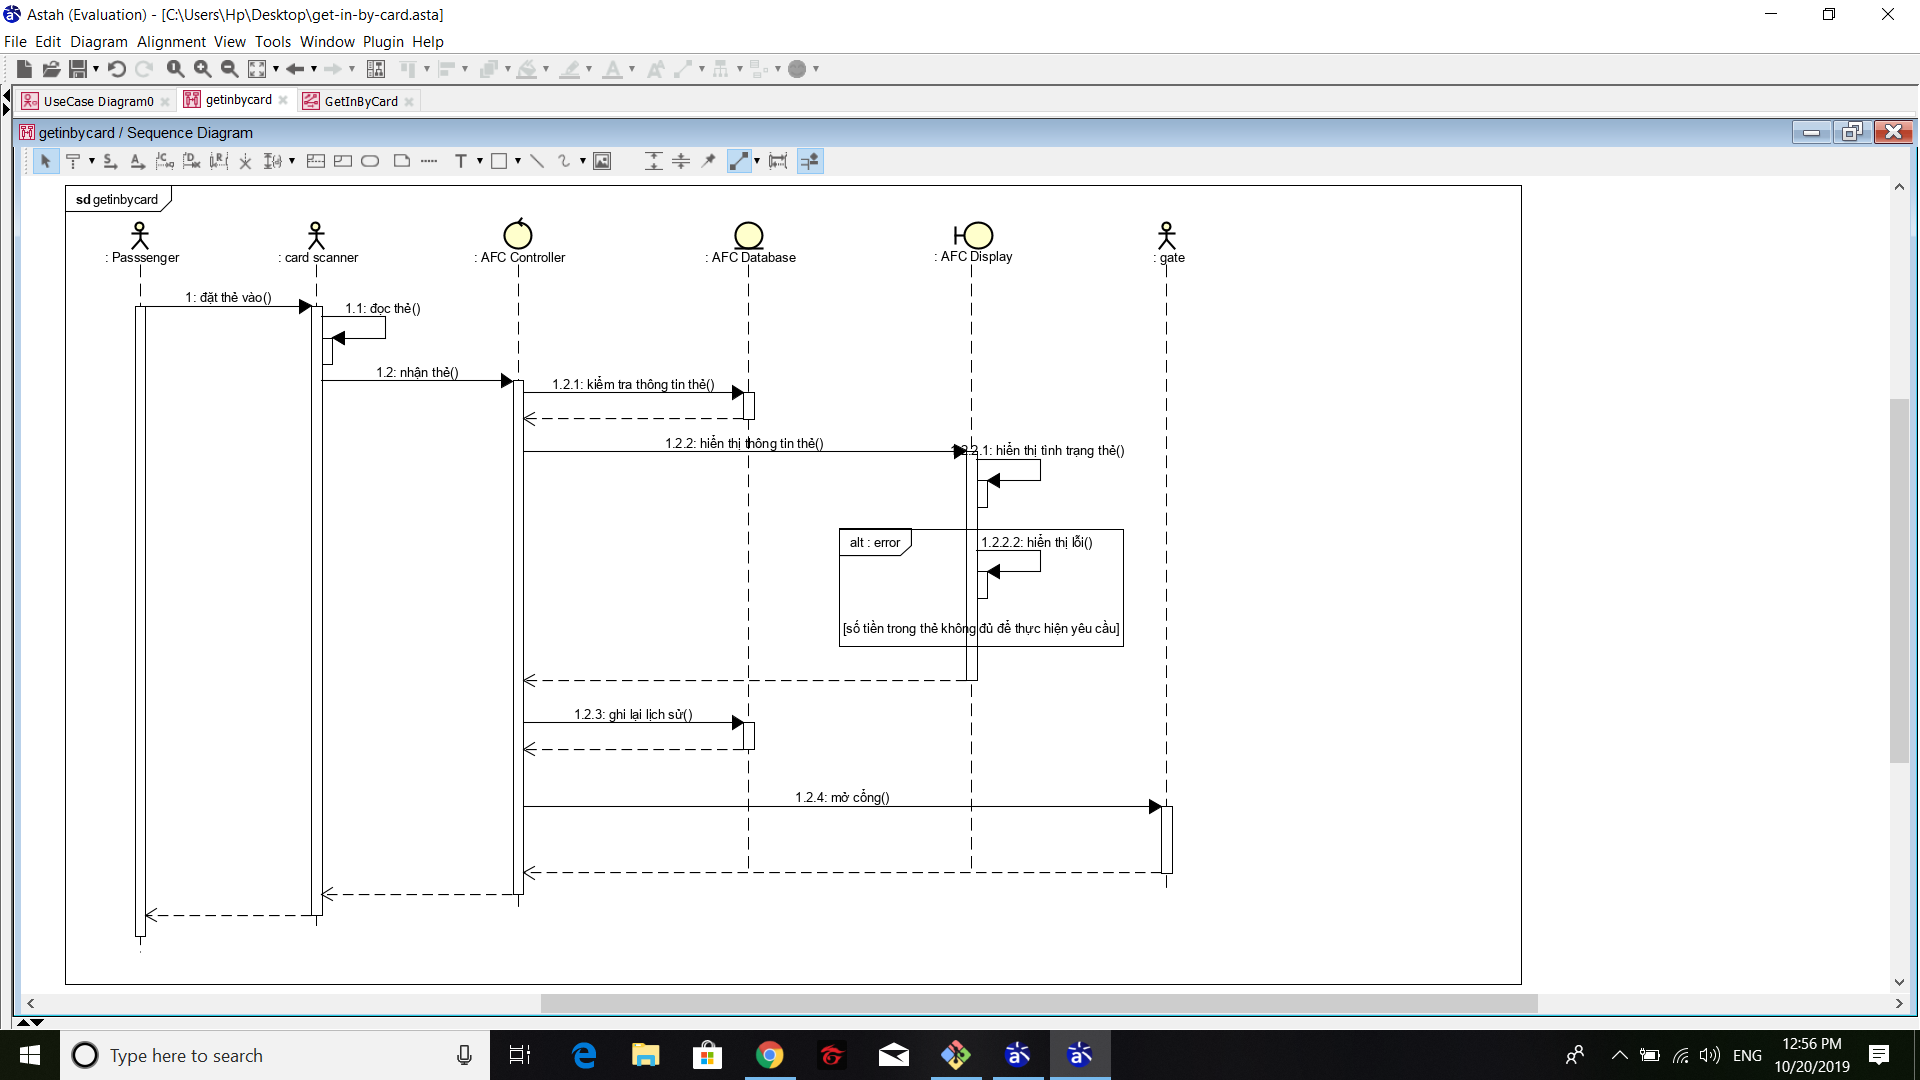 Astah (Evaluation) - [C:\Users\Hp\Desktop\get-in-by-card.asta]
File Edit Diagram Alignment View Tools Window Plugin Help
UseCase Diagram0 getinbycard GetInByCard
getinbycard / Sequence Diagram
sd getinbycard
: Passsenger : card scanner : AFC Controller : AFC Database : AFC Display : gate
1: đặt thẻ vào()
1.1: đọc thẻ()
1.2: nhận thẻ()
1.2.1: kiểm tra thông tin thẻ()
1.2.2: hiển thị thông tin thẻ()
1.2.2.1: hiển thị tình trạng thẻ()
alt : error
1.2.2.2: hiển thị lỗi()
[số tiền trong thẻ không đủ để thực hiện yêu cầu]
1.2.3: ghi lại lịch sử()
1.2.4: mở cổng()
Type here to search
ENG
12:56 PM
10/20/2019